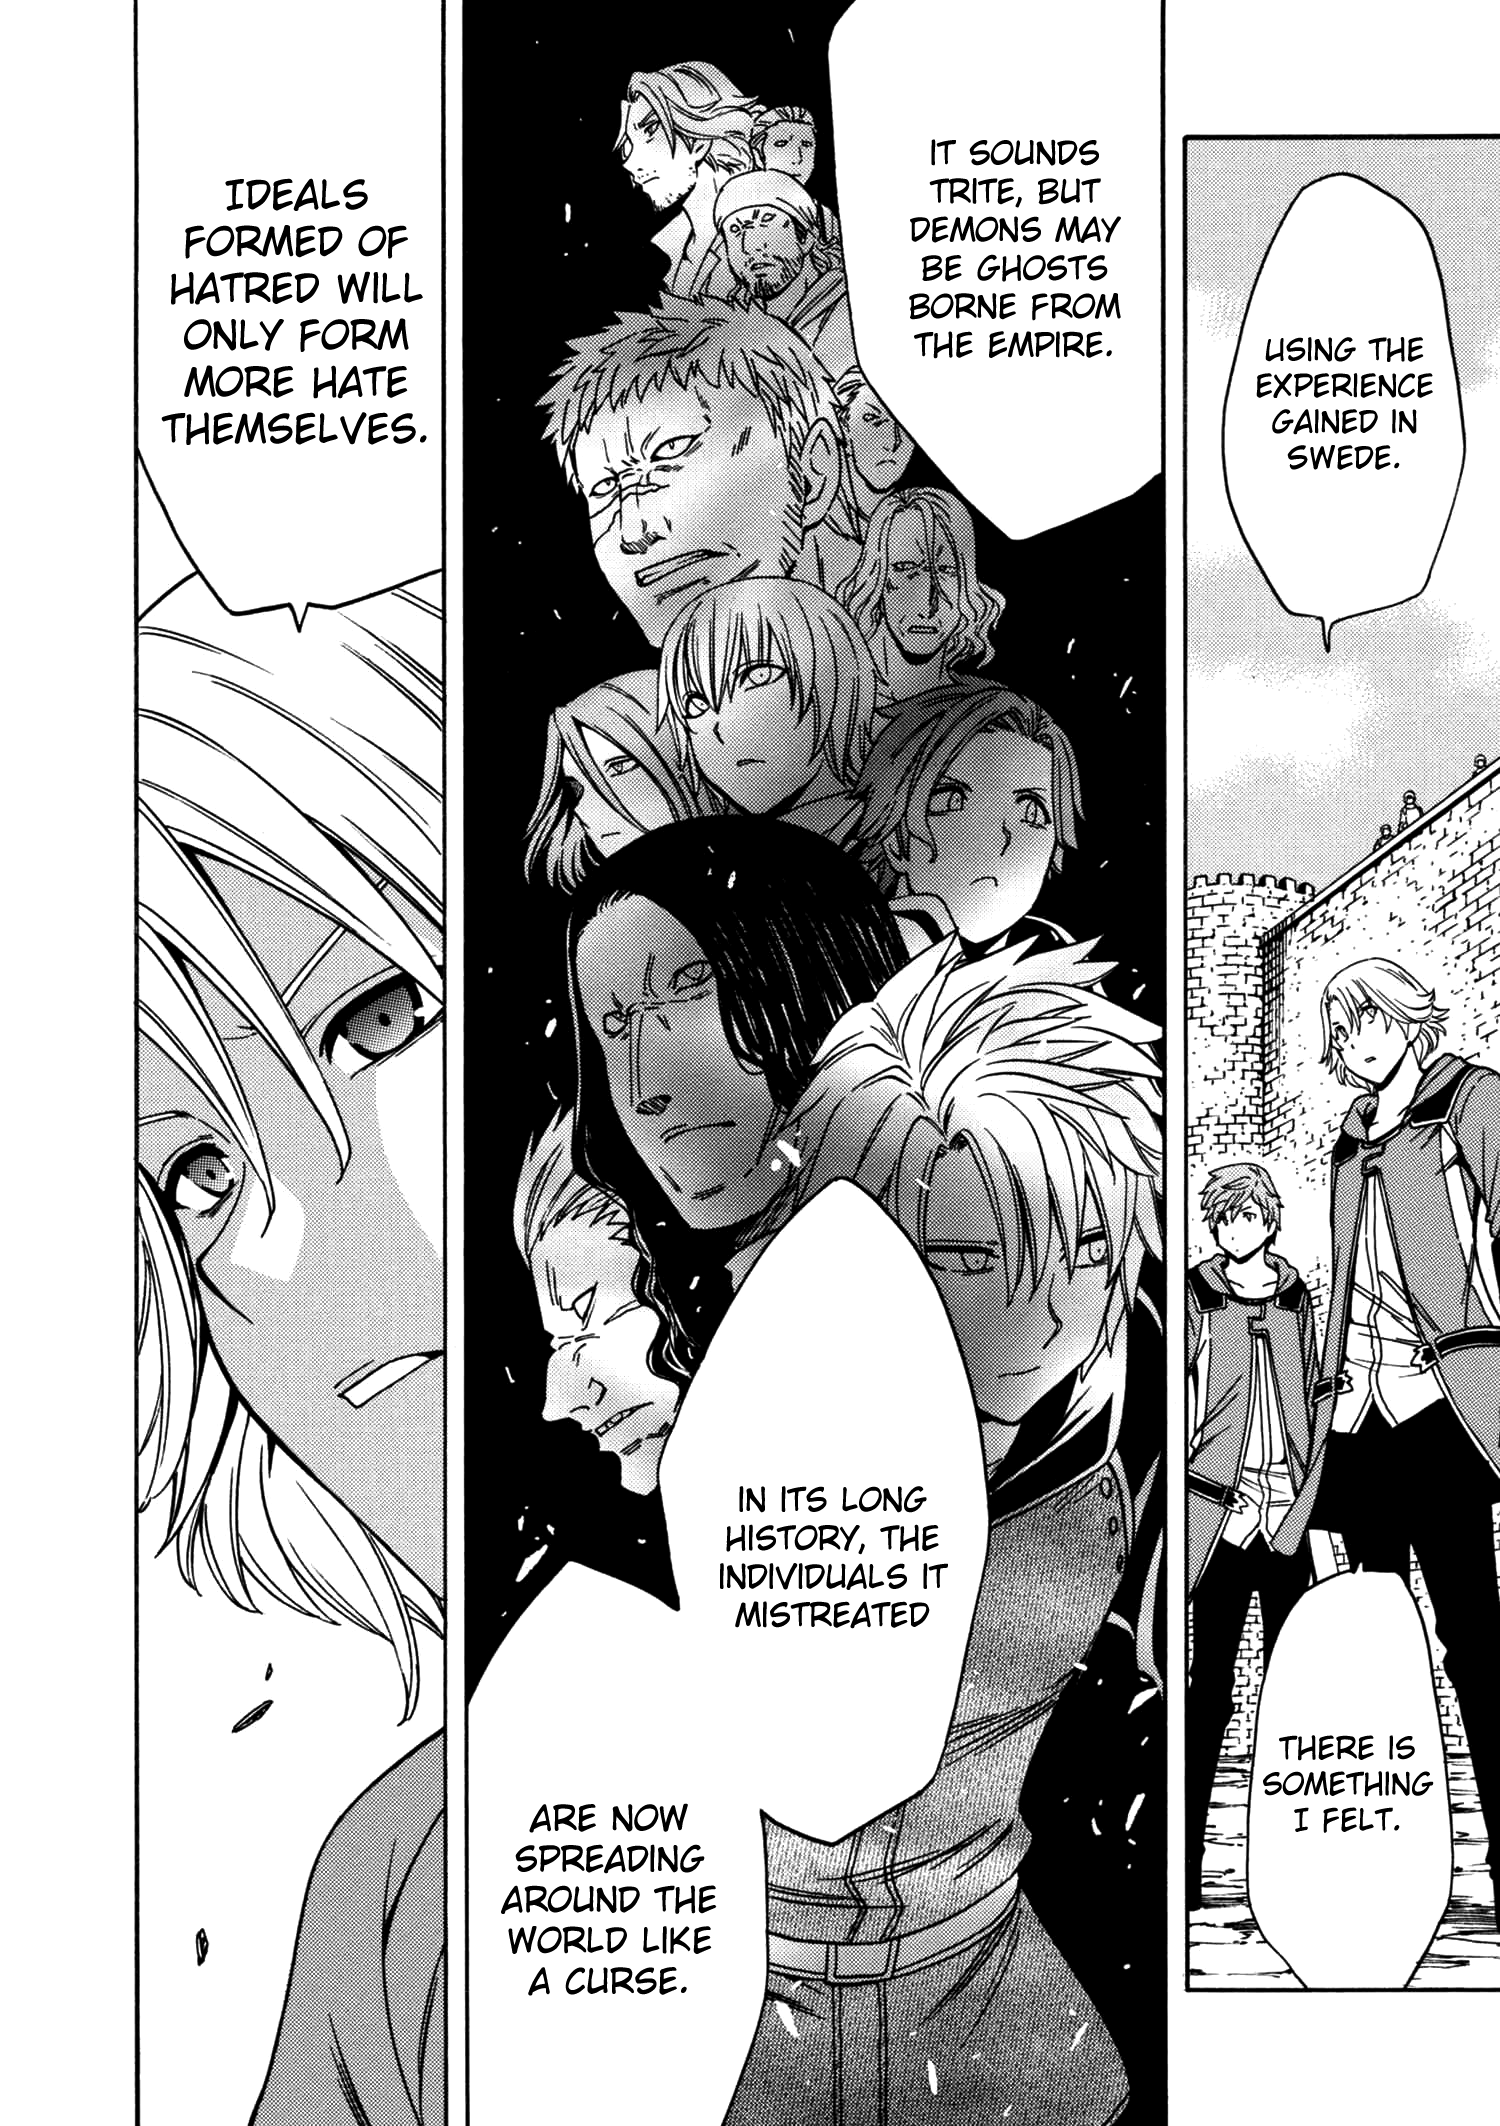 USING THE
EXPERIENCE
GAINED IN
SWEDE.
THERE IS
SOMETHING
I FELT.
IT SOUNDS
TRITE, BUT
DEMONS MAY
BE GHOSTS
BORNE FROM
THE EMPIRE.
IN ITS LONG
HISTORY, THE
INDIVIDUALS IT
MISTREATED
ARE NOW
SPREADING
AROUND THE
WORLD LIKE
A CURSE.
IDEALS
FORMED OF
HATRED WILL
ONLY FORM
MORE HATE
THEMSELVES.